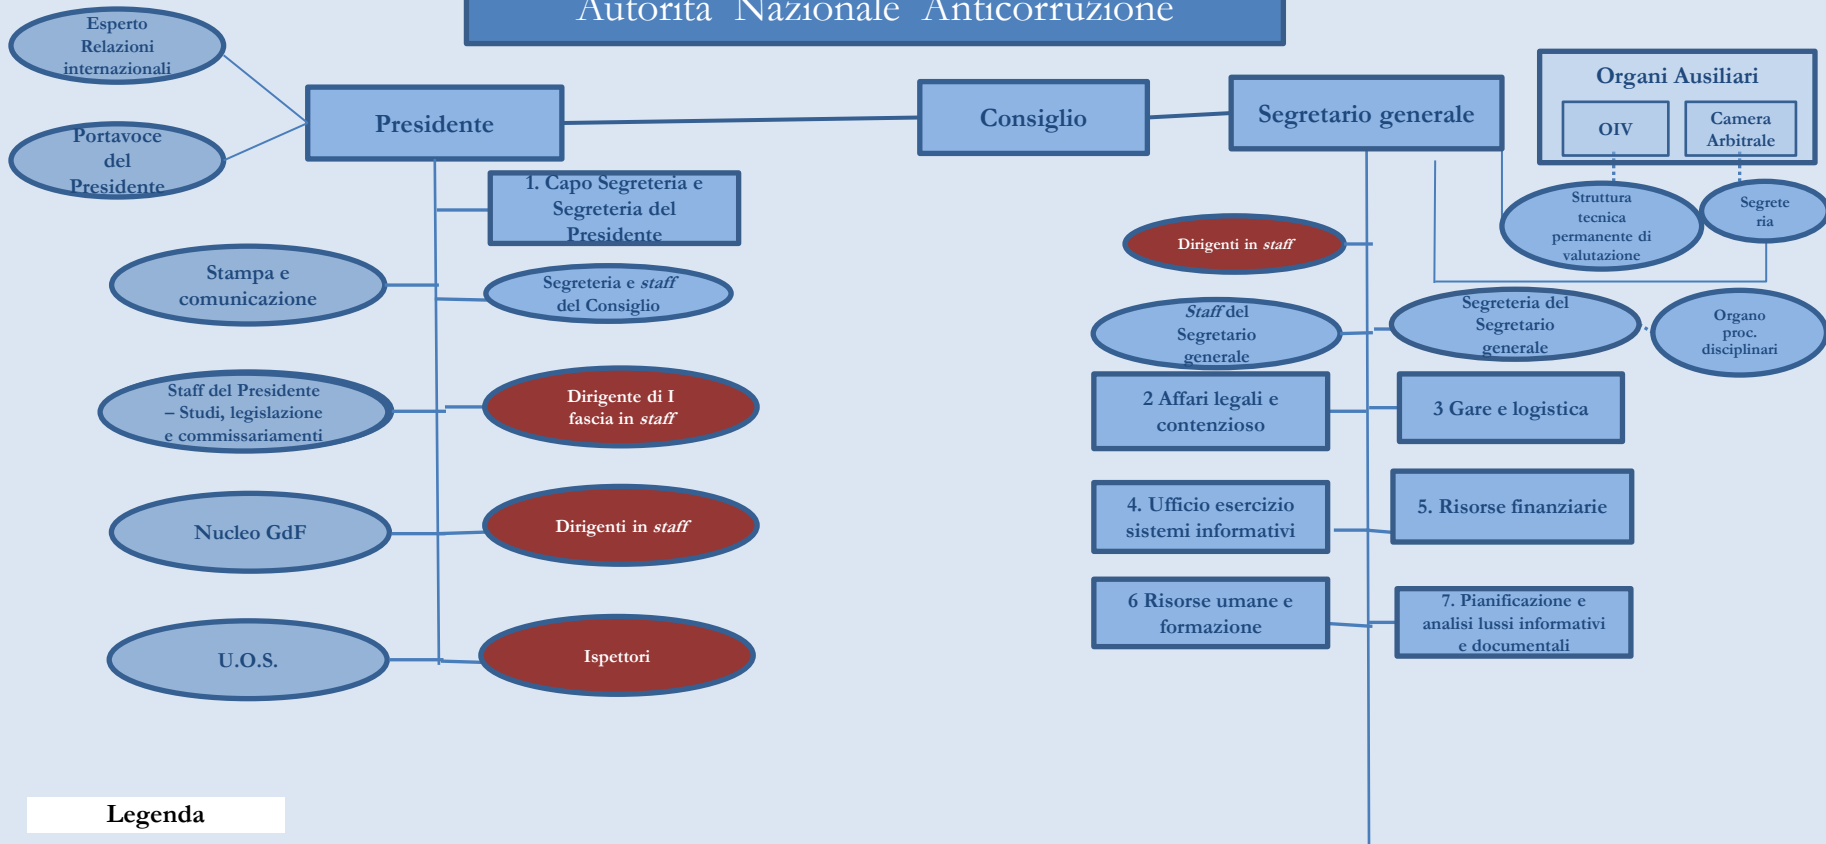 Autorità Nazionale Anticorruzione
Esperto
Relazioni
internazionali
Portavoce
del
Presidente
Presidente
Consiglio
Segretario generale
Organi Ausiliari
OIV
Camera
Arbitrale
1. Capo Segreteria e
Segreteria del
Presidente
Struttura
tecnica
permanente di
valutazione
Segrete
ria
Dirigenti in staff
Stampa e
comunicazione
Segreteria e staff
del Consiglio
Staff del
Segretario
generale
Segreteria del
Segretario
generale
Organo
proc.
disciplinari
Staff del Presidente
– Studi, legislazione
e commissariamenti
Dirigente di I
fascia in staff
2 Affari legali e
contenzioso
3 Gare e logistica
Nucleo GdF
Dirigenti in staff
4. Ufficio esercizio
sistemi informativi
5. Risorse finanziarie
6 Risorse umane e
formazione
7. Pianificazione e
analisi lussi informativi
e documentali
U.O.S.
Ispettori
Legenda